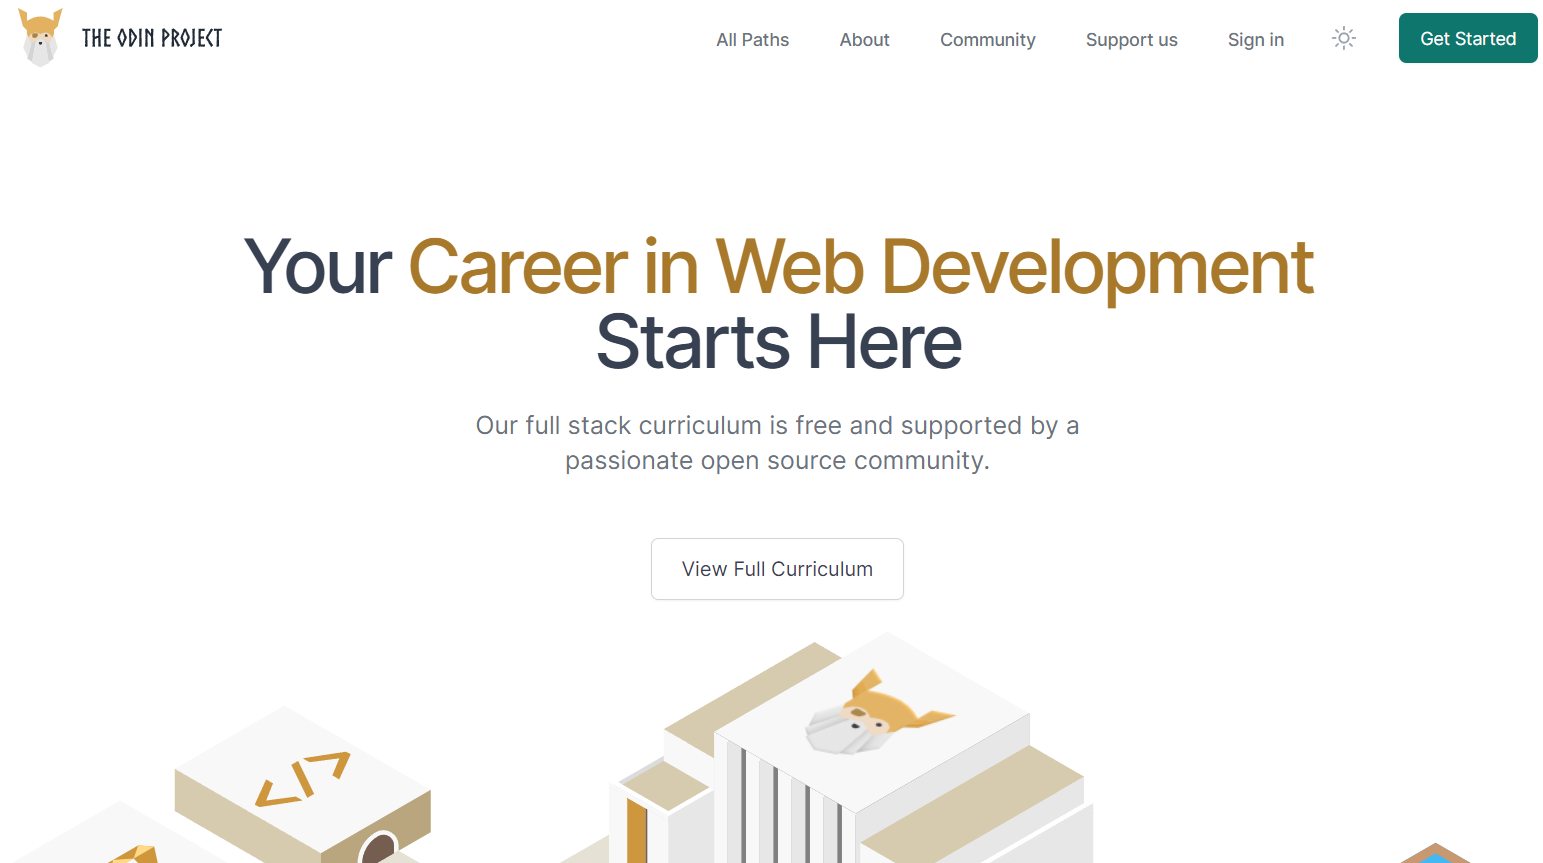 THE ODIN PROJECT
All Paths
About
Community
Support us
Sign in
Get Started
Your Career in Web Development
Starts Here
Our full stack curriculum is free and supported by a
passionate open source community.
View Full Curriculum
</>